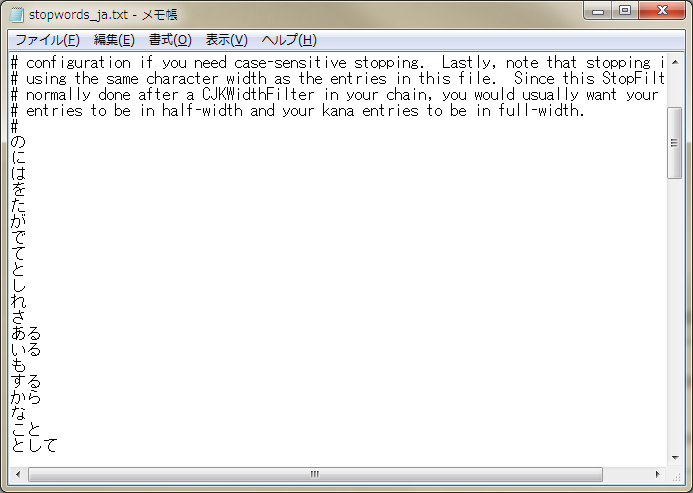 stopwords_ja.txt - メモ帳
ファイル(F) 編集(E) 書式(O) 表示(V) ヘルプ(H)
# configuration if you need case-sensitive stopping.  Lastly, note that stopping i
# using the same character width as the entries in this file.  Since this StopFilt
# normally done after a CJKWidthFilter in your chain, you would usually want your
# entries to be in half-width and your kana entries to be in full-width.
#
の
に
は
を
た
が
で
て
と
し
れ
さ
ある
いる
も
する
から
な
こと
として